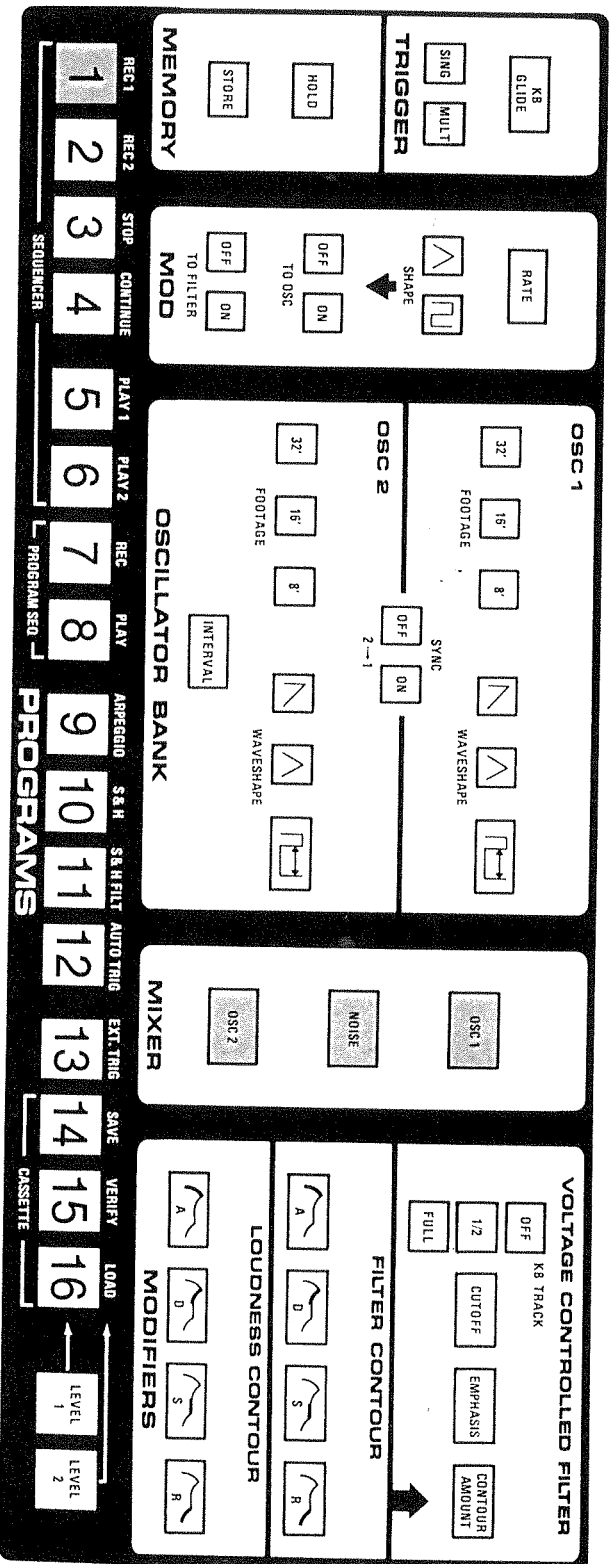 KB
GLIDE
SING
MULT
TRIGGER
HOLD
STORE
MEMORY
RATE
SHAPE
TO OSC
OFF
ON
TO FILTER
OFF
ON
MOD
OSC 1
32'
16'
8'
FOOTAGE
WAVESHAPE
SYNC
OFF
ON
2→1
OSC 2
32'
16'
8'
FOOTAGE
WAVESHAPE
INTERVAL
OSCILLATOR BANK
OSC 1
NOISE
OSC 2
MIXER
VOLTAGE CONTROLLED FILTER
KB TRACK
OFF
1/2
FULL
CUTOFF
EMPHASIS
CONTOUR
AMOUNT
FILTER CONTOUR
A
D
S
R
LOUDNESS CONTOUR
A
D
S
R
MODIFIERS
REC 1
REC 2
STOP
CONTINUE
PLAY 1
PLAY 2
REC
PLAY
ARPEGGIO
S & H
S & H FILT
AUTO TRIG
EXT. TRIG
SAVE
VERIFY
LOAD
1
2
3
4
5
6
7
8
9
10
11
12
13
14
15
16
LEVEL
1
LEVEL
2
SEQUENCER
PROGRAM SEQ
CASSETTE
PROGRAMS